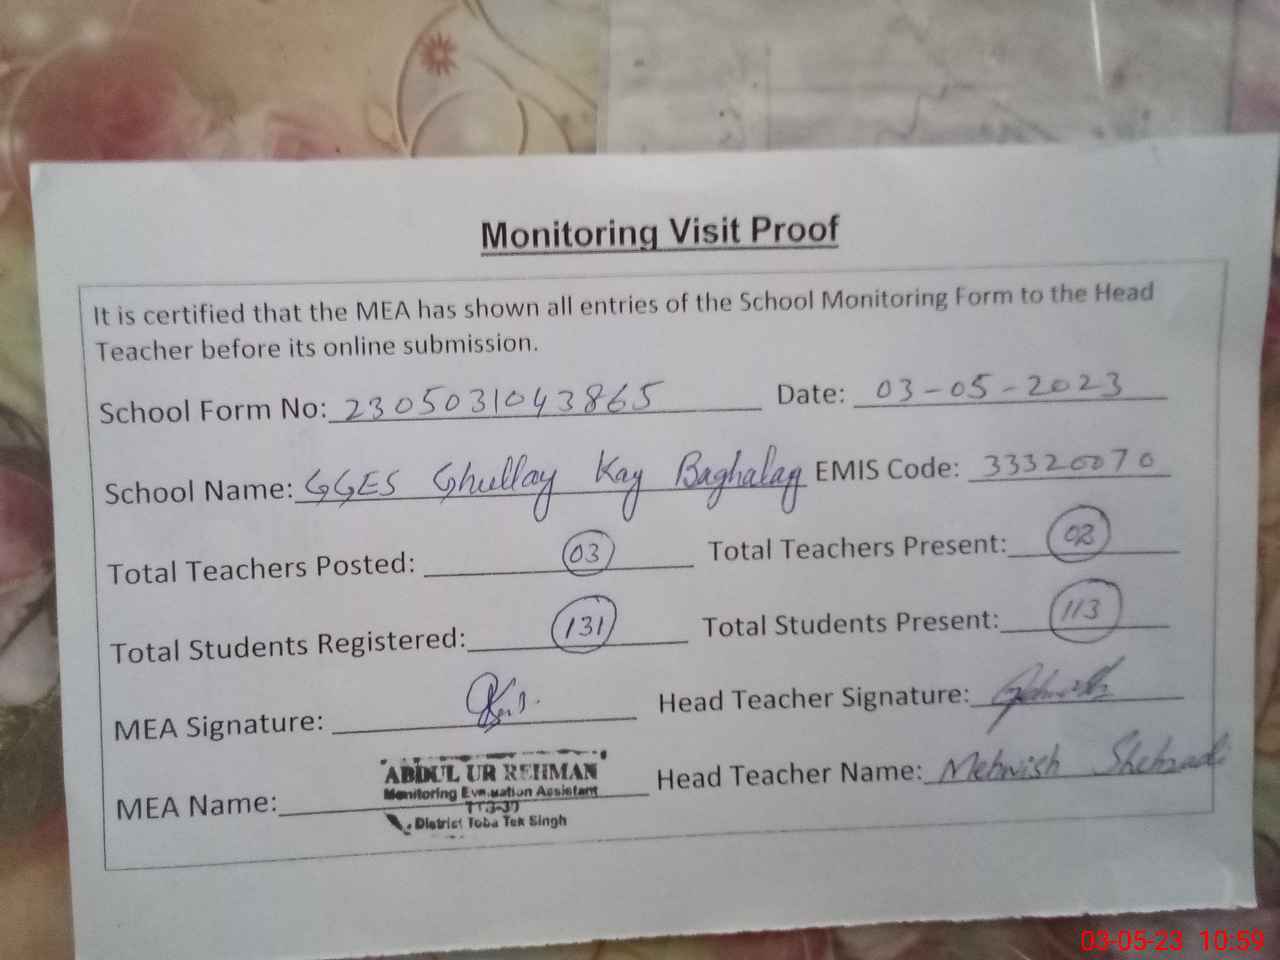 Monitoring Visit Proof
It is certified that the MEA has shown all entries of the School Monitoring Form to the Head
Teacher before its online submission.
School Form No: 2305031043865 Date: 03-05-2023
School Name: GGES Ghullay Kay Baghalag EMIS Code: 33320070
Total Teachers Posted: 03 Total Teachers Present:
Total Students Registered: 131 Total Students Present: 113
MEA Signature: Head Teacher Signature:
MEA Name: ABDUL UR REHMAN Head Teacher Name: Mehwish Shehzadi
Monitoring Evaluation Assistant
District Toba Tek Singh
03-05-23 10:59